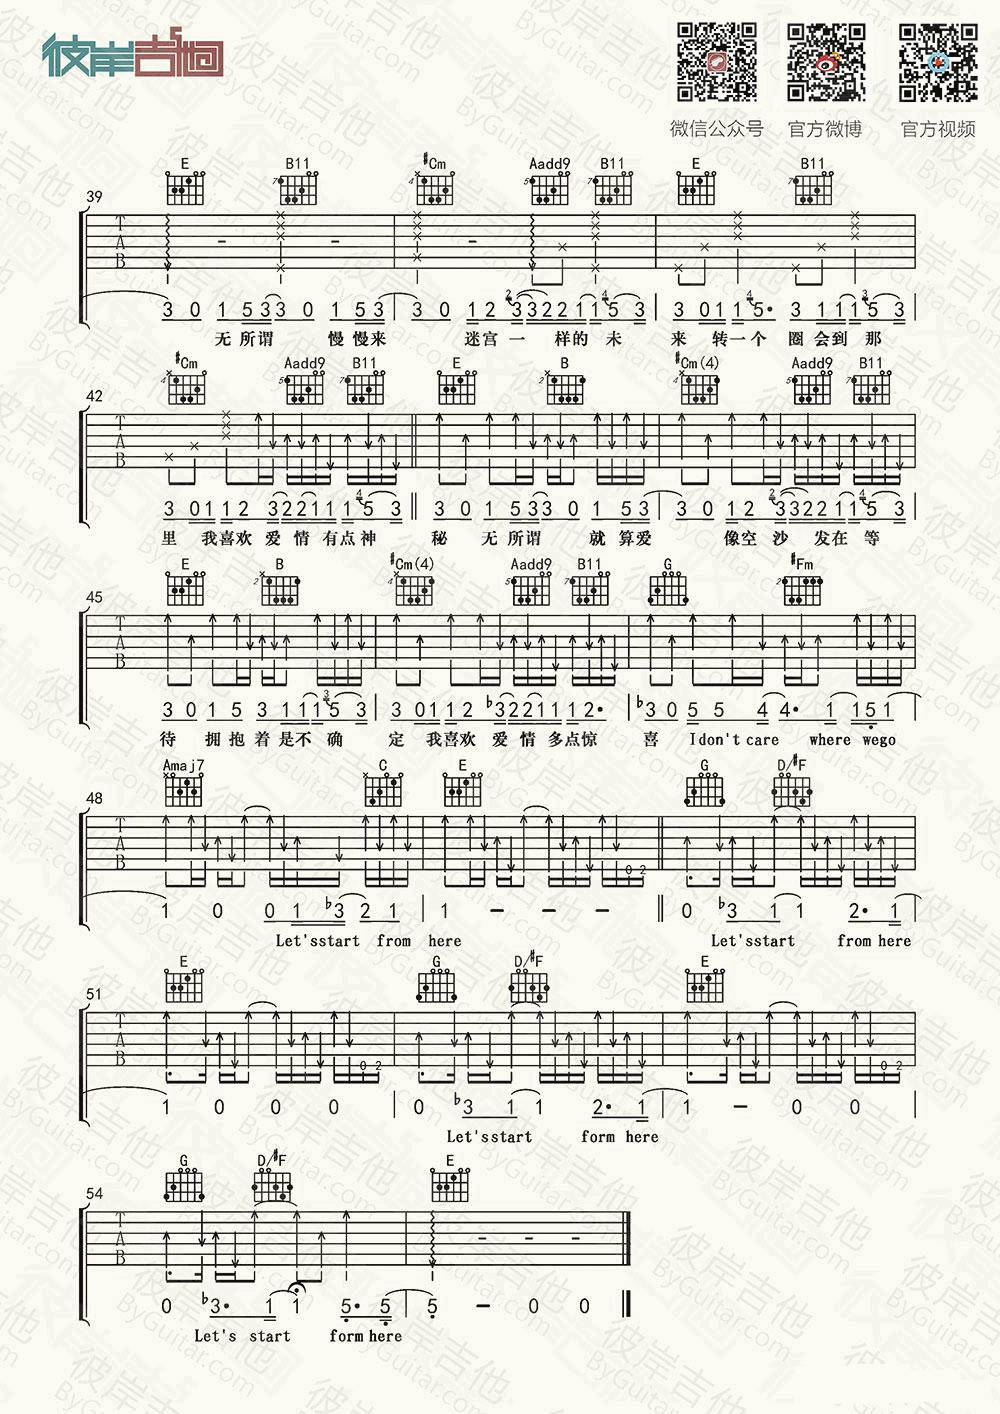 彼岸吉他
微信公众号 官方微博 官方视频
E B11 #Cm Aadd9 B11 E B11
39
T A B
3 0 1 5 3 3 0 1 5 3 3 0 1 2 3 3 2 2 1 1 5 3 3 0 1 1 5· 3 1 1 1 5 3
无 所谓 慢 慢来 迷宫 一 样的 未 来 转一个 圈 会到 那
#Cm Aadd9 B11 E B #Cm(4) Aadd9 B11
42
T A B
3 0 1 1 2 3 2 2 1 1 1 5 3 3 0 1 5 3 3 0 1 5 3 3 0 1 2 3 3 2 2 1 1 5 3
里 我喜欢 爱 情 有点神 秘 无 所谓 就 算爱 像空 沙 发在 等
E B #Cm(4) Aadd9 B11 G #Fm
45
T A B
3 0 1 5 3 1 1 1 5 3 3 0 1 1 2 b3 2 2 1 1 1 2· b3 0 5 5 4 4· 1 1 5 1
待 拥 抱 着 是不 确 定 我喜欢 爱 情 多点惊 喜 I don't care where we go
Amaj7 C E G D/#F
48
T A B
0 2
1 0 0 1 b3 2 1 1 – – – 0 b3 1 1 2· 1
Let's start from here Let's start from here
E G D/#F E
51
T A B
0 2 0 2
1 0 0 0 0 b3 1 1 2· 1 1 – 0 0
Let's start form here
G D/#F E
54
T A B
0 b3· 1 1 5· 5 5 – 0 0
Let's start form here